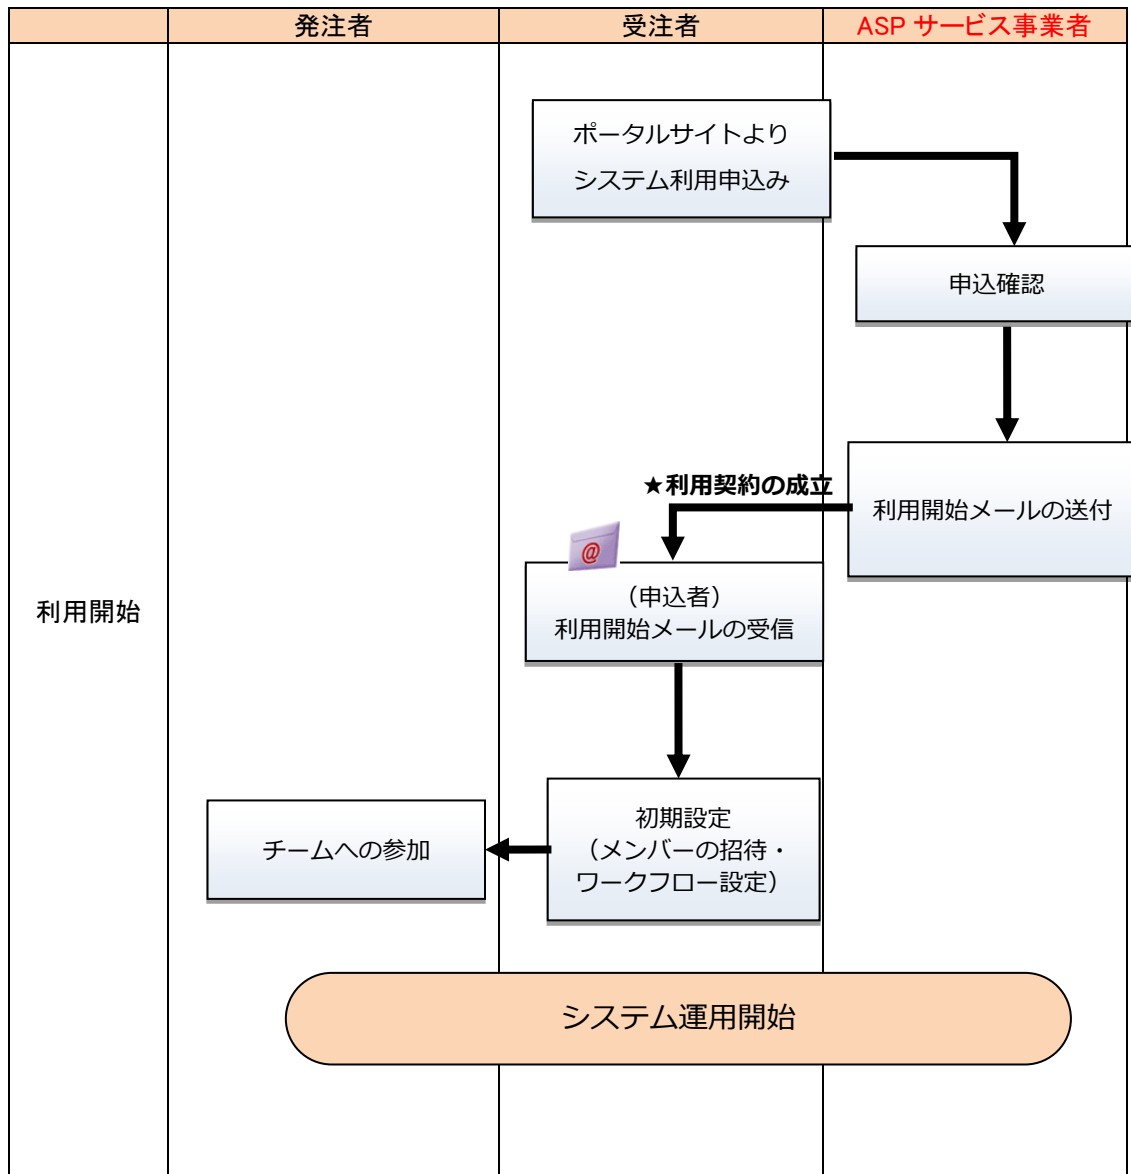 発注者
受注者
ASP サービス事業者
ポータルサイトより
システム利用申込み
申込確認
★利用契約の成立
利用開始メールの送付
@
（申込者）
利用開始メールの受信
利用開始
初期設定
（メンバーの招待・
ワークフロー設定）
チームへの参加
システム運用開始